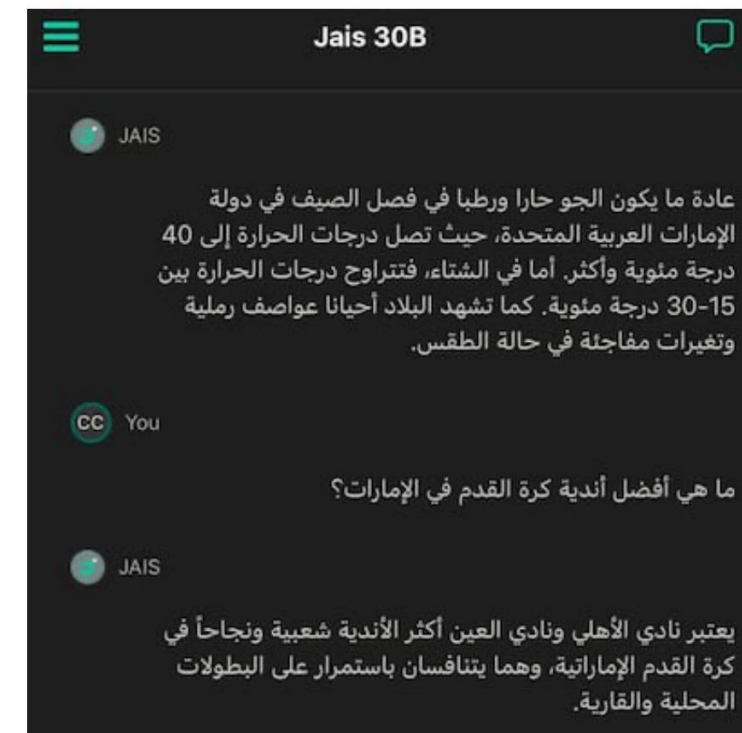 Jais 30B
JAIS
عادة ما يكون الجو حارا ورطبا في فصل الصيف في دولة
الإمارات العربية المتحدة، حيث تصل درجات الحرارة إلى 40
درجة مئوية وأكثر. أما في الشتاء، فتتراوح درجات الحرارة بين
15-30 درجة مئوية. كما تشهد البلاد أحيانا عواصف رملية
وتغيرات مفاجئة في حالة الطقس.
CC You
ما هي أفضل أندية كرة القدم في الإمارات؟
JAIS
يعتبر نادي الأهلي ونادي العين أكثر الأندية شعبية ونجاحاً في
كرة القدم الإماراتية، وهما يتنافسان باستمرار على البطولات
المحلية والقارية.